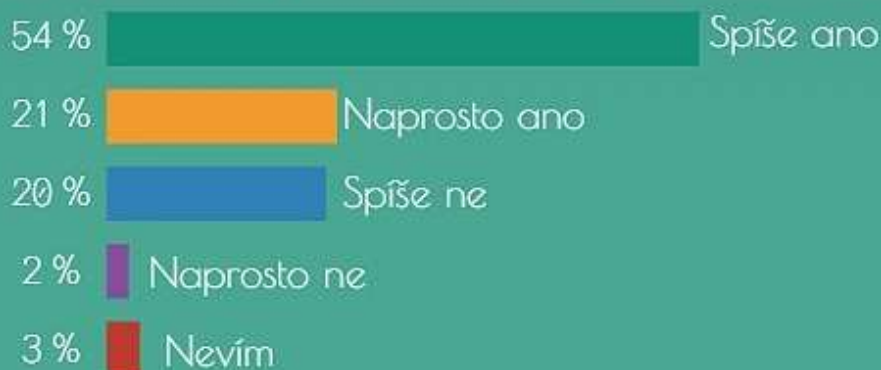 54 % Spíše ano
21 % Naprosto ano
20 % Spíše ne
2 % Naprosto ne
3 % Nevím